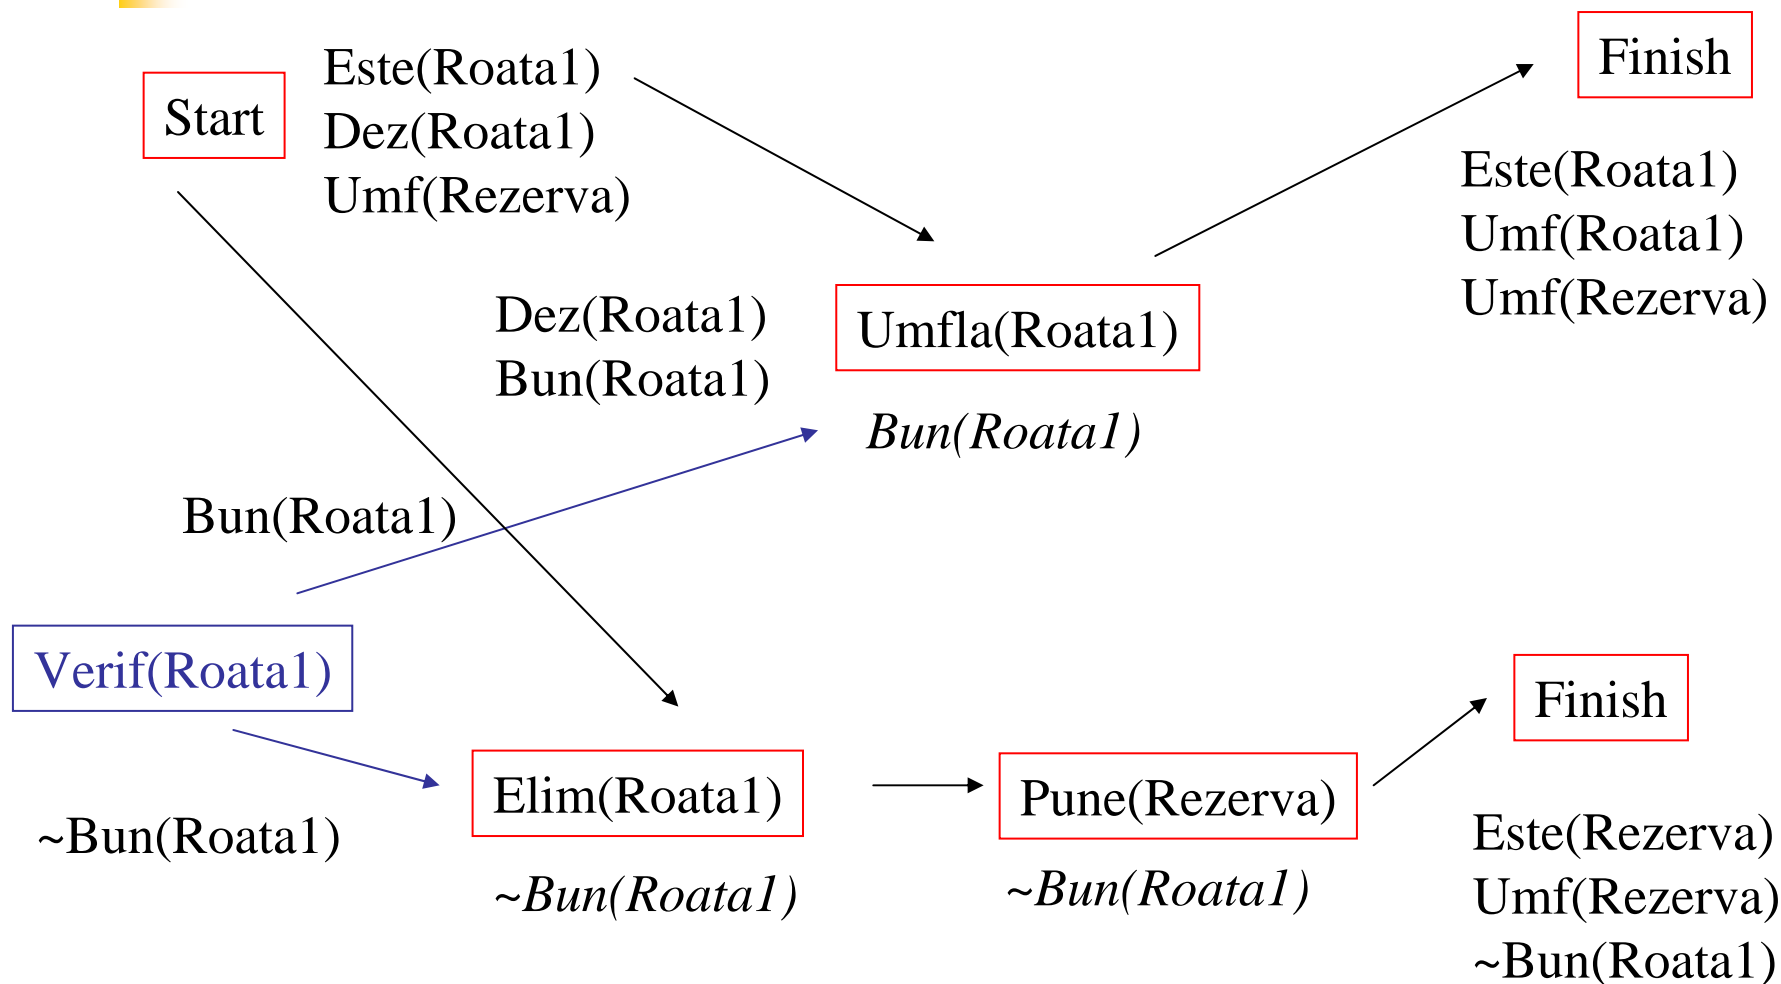 Start
Este(Roata1)
Dez(Roata1)
Umf(Rezerva)
Finish
Este(Roata1)
Umf(Roata1)
Umf(Rezerva)
Dez(Roata1)
Bun(Roata1)
Umfla(Roata1)
Bun(Roata1)
Bun(Roata1)
Verif(Roata1)
~Bun(Roata1)
Elim(Roata1)
~Bun(Roata1)
Pune(Rezerva)
~Bun(Roata1)
Finish
Este(Rezerva)
Umf(Rezerva)
~Bun(Roata1)